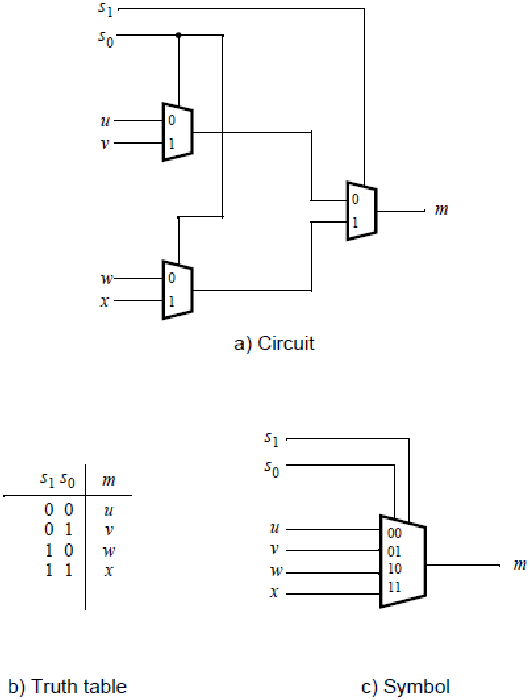 s1
s0
u
0
v
1
0
m
1
w
0
x
1
a) Circuit
s1
s0
s1 s0 m
0 0 u
0 1 v
1 0 w
1 1 x
u 00
v 01
w 10
x 11
m
b) Truth table
c) Symbol